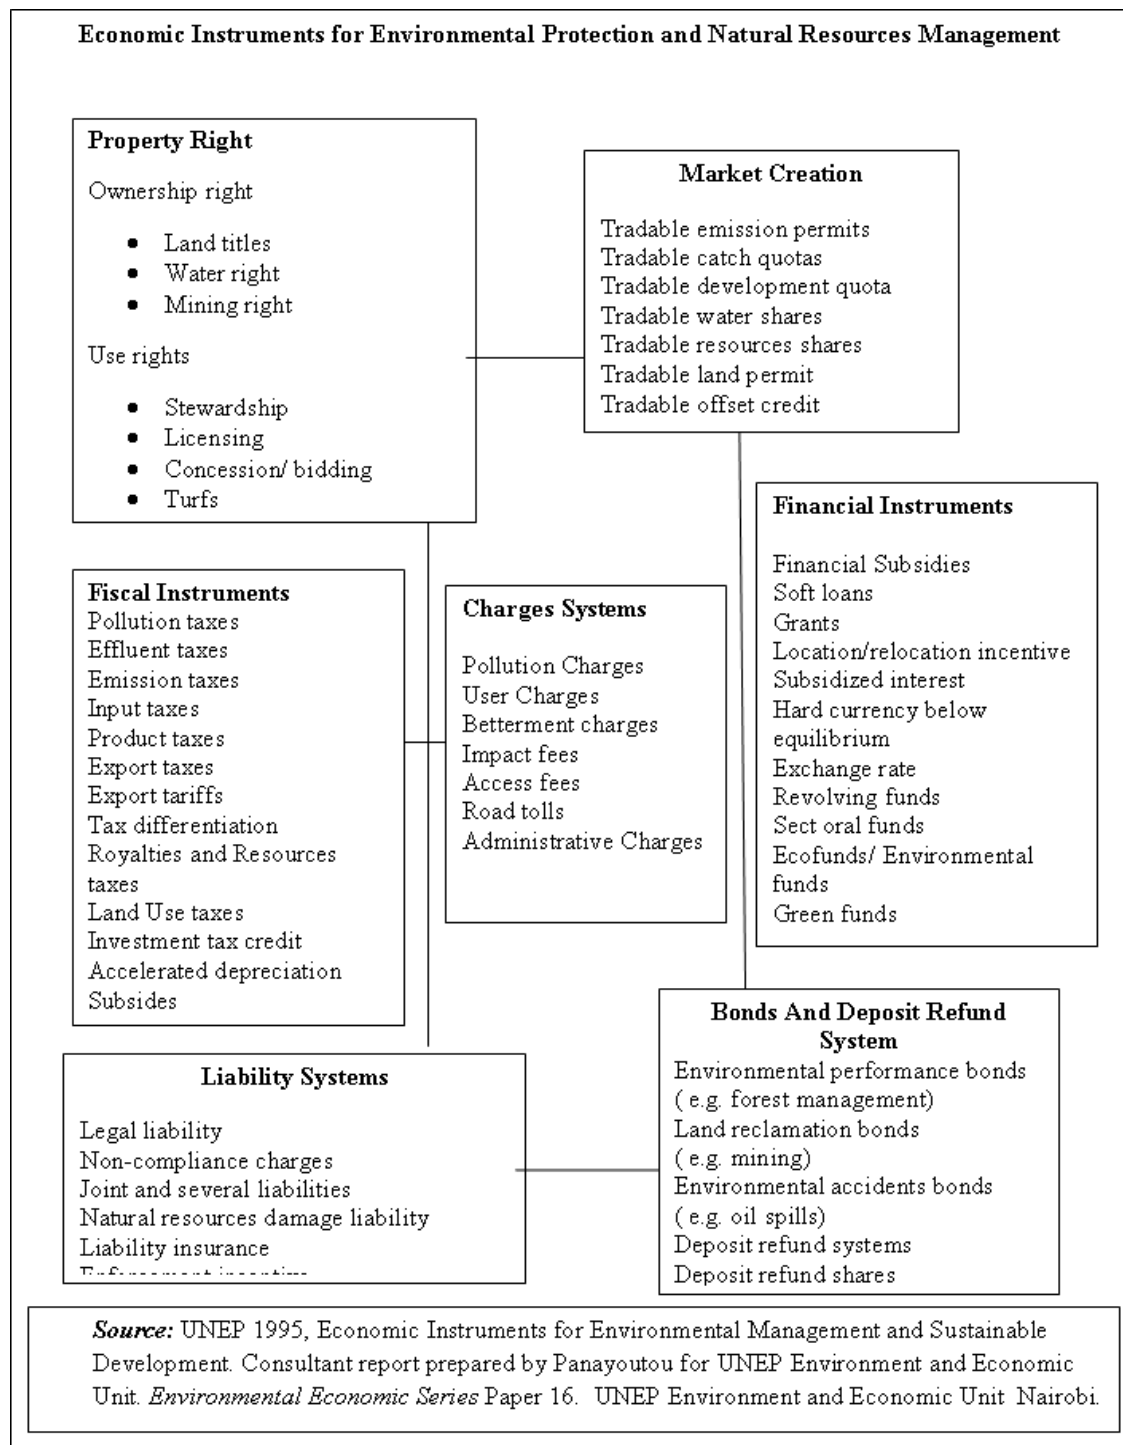 Economic Instruments for Environmental Protection and Natural Resources Management
Property Right
Ownership right
• Land titles
• Water right
• Mining right
Use rights
• Stewardship
• Licensing
• Concession/ bidding
• Turfs
Market Creation
Tradable emission permits
Tradable catch quotas
Tradable development quota
Tradable water shares
Tradable resources shares
Tradable land permit
Tradable offset credit
Fiscal Instruments
Pollution taxes
Effluent taxes
Emission taxes
Input taxes
Product taxes
Export taxes
Export tariffs
Tax differentiation
Royalties and Resources
taxes
Land Use taxes
Investment tax credit
Accelerated depreciation
Subsides
Charges Systems
Pollution Charges
User Charges
Betterment charges
Impact fees
Access fees
Road tolls
Administrative Charges
Financial Instruments
Financial Subsidies
Soft loans
Grants
Location/relocation incentive
Subsidized interest
Hard currency below
equilibrium
Exchange rate
Revolving funds
Sect oral funds
Ecofunds/ Environmental
funds
Green funds
Liability Systems
Legal liability
Non-compliance charges
Joint and several liabilities
Natural resources damage liability
Liability insurance
Bonds And Deposit Refund
System
Environmental performance bonds
( e.g. forest management)
Land reclamation bonds
( e.g. mining)
Environmental accidents bonds
( e.g. oil spills)
Deposit refund systems
Deposit refund shares
Source: UNEP 1995, Economic Instruments for Environmental Management and Sustainable
Development. Consultant report prepared by Panayoutou for UNEP Environment and Economic
Unit. Environmental Economic Series Paper 16. UNEP Environment and Economic Unit Nairobi.